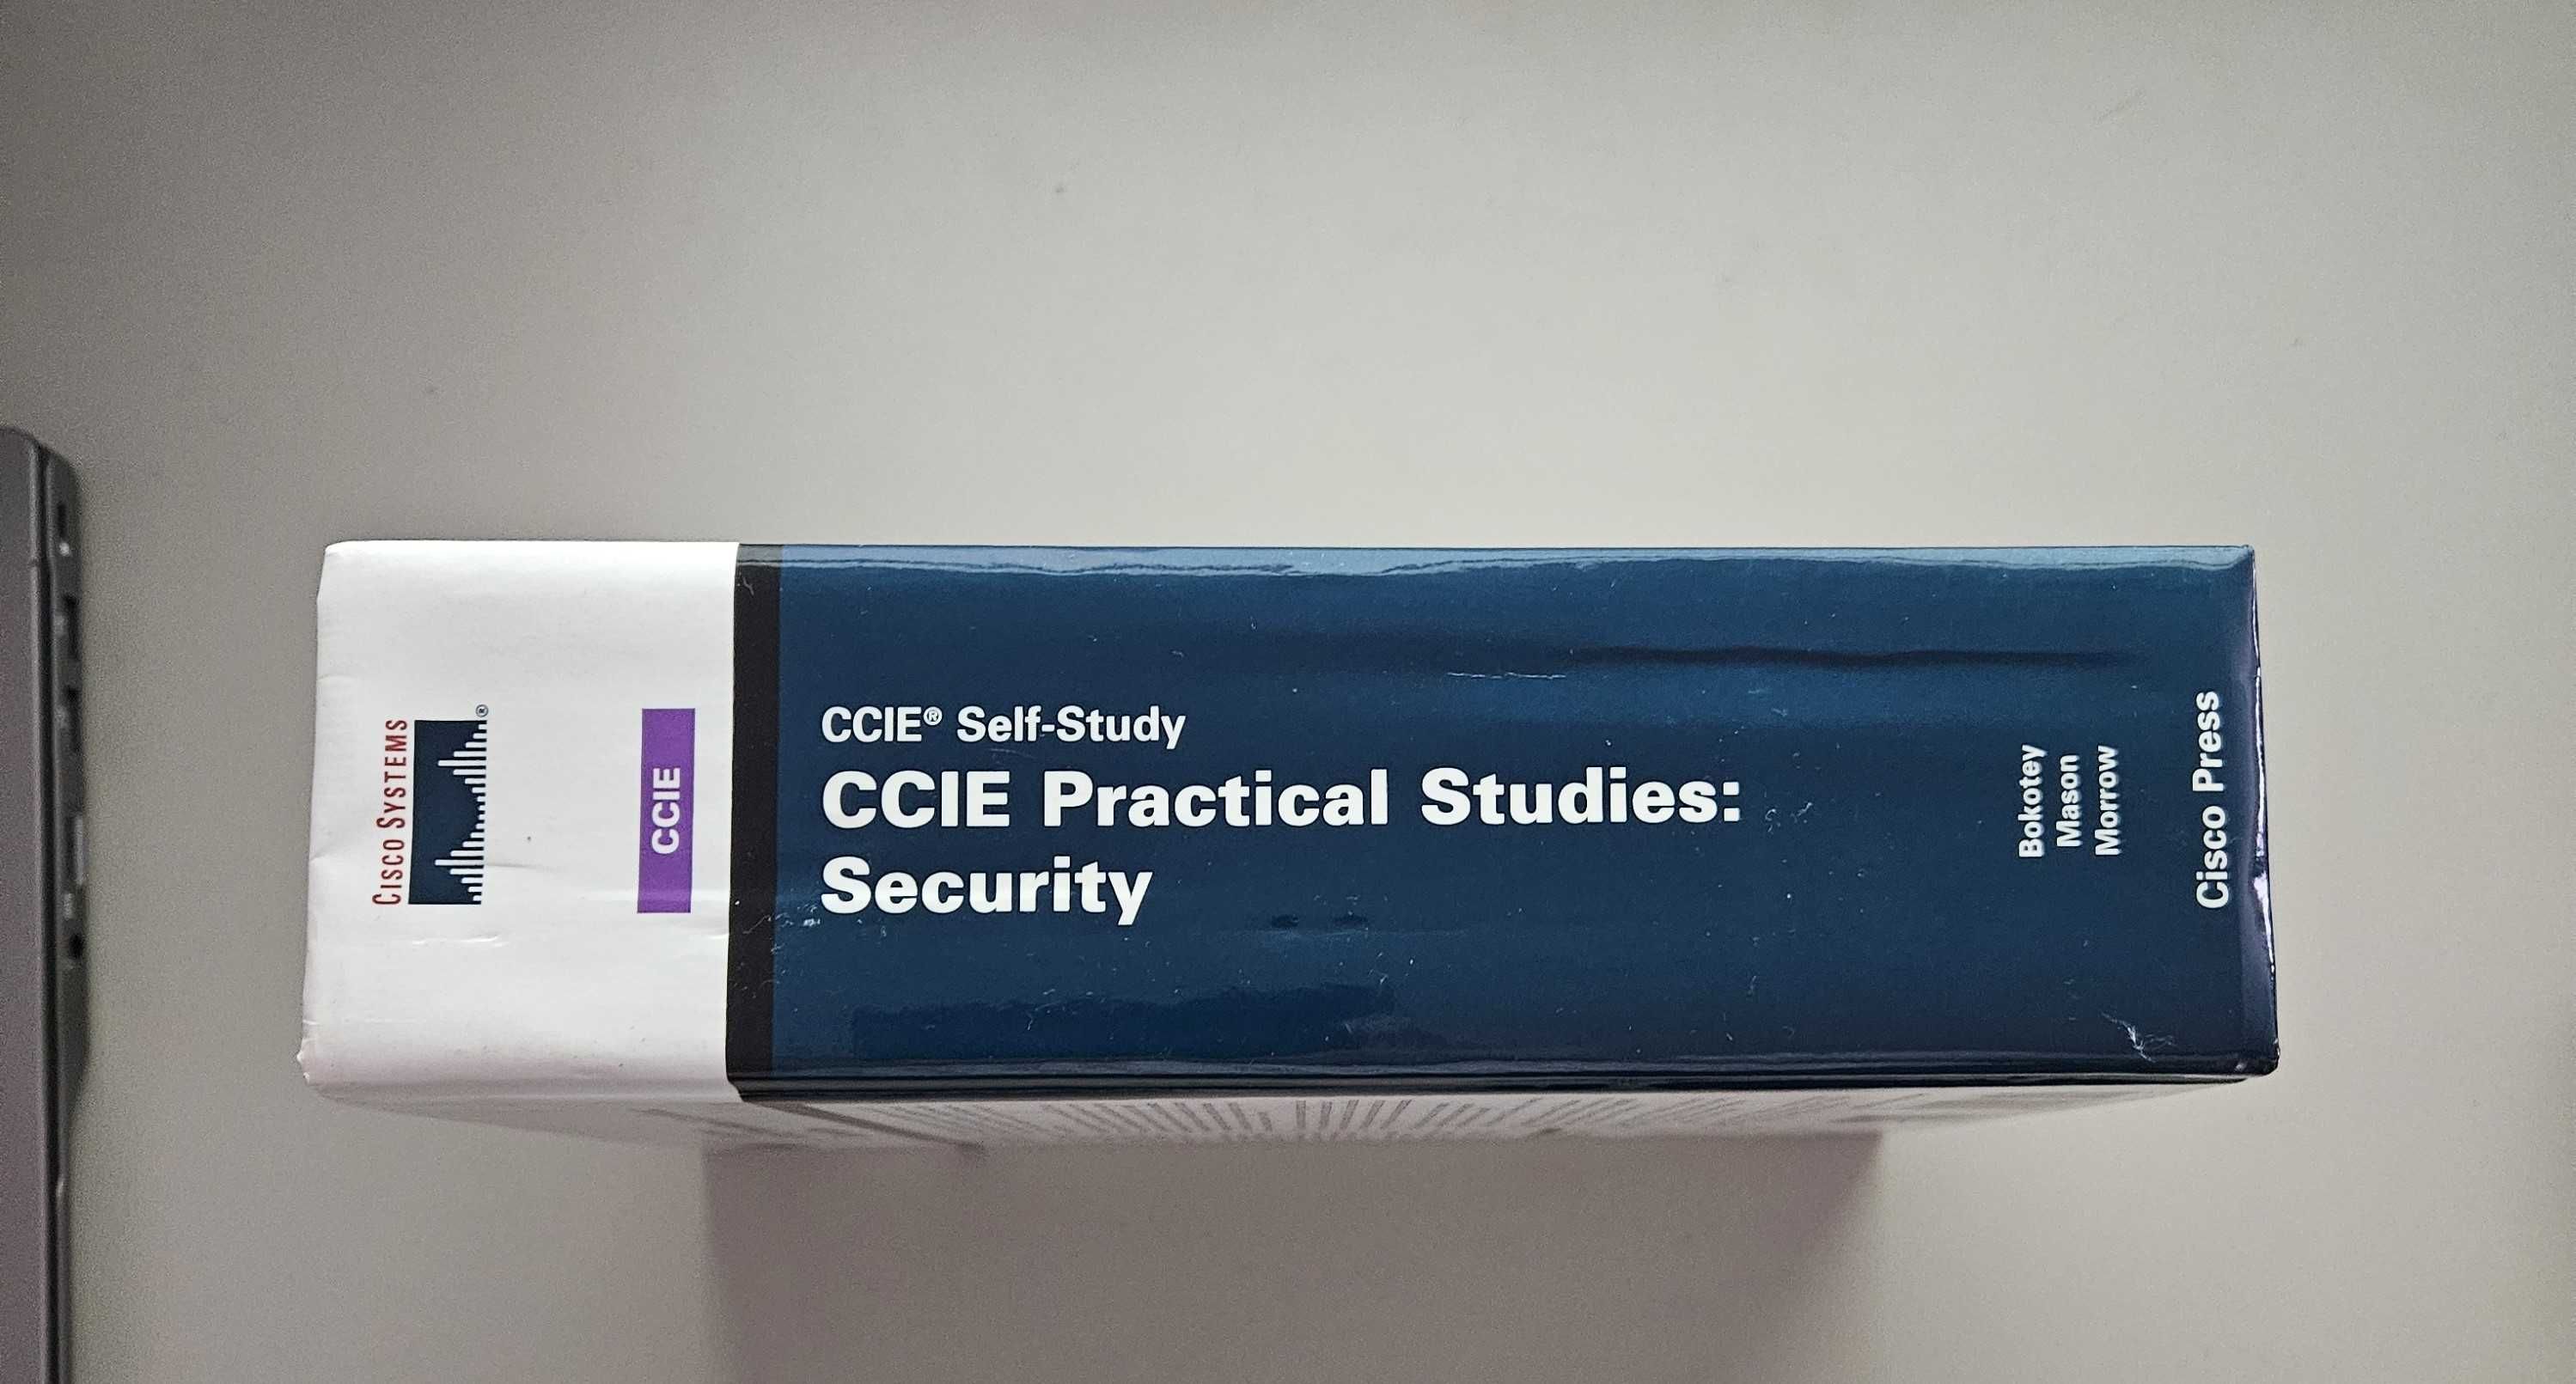 CISCO SYSTEMS
®
CCIE
CCIE® Self-Study
CCIE Practical Studies:
Security
Bokotey
Mason
Morrow
Cisco Press